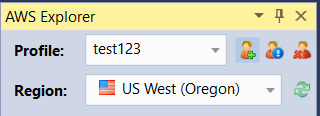 AWS Explorer
Profile: test123
Region: US West (Oregon)